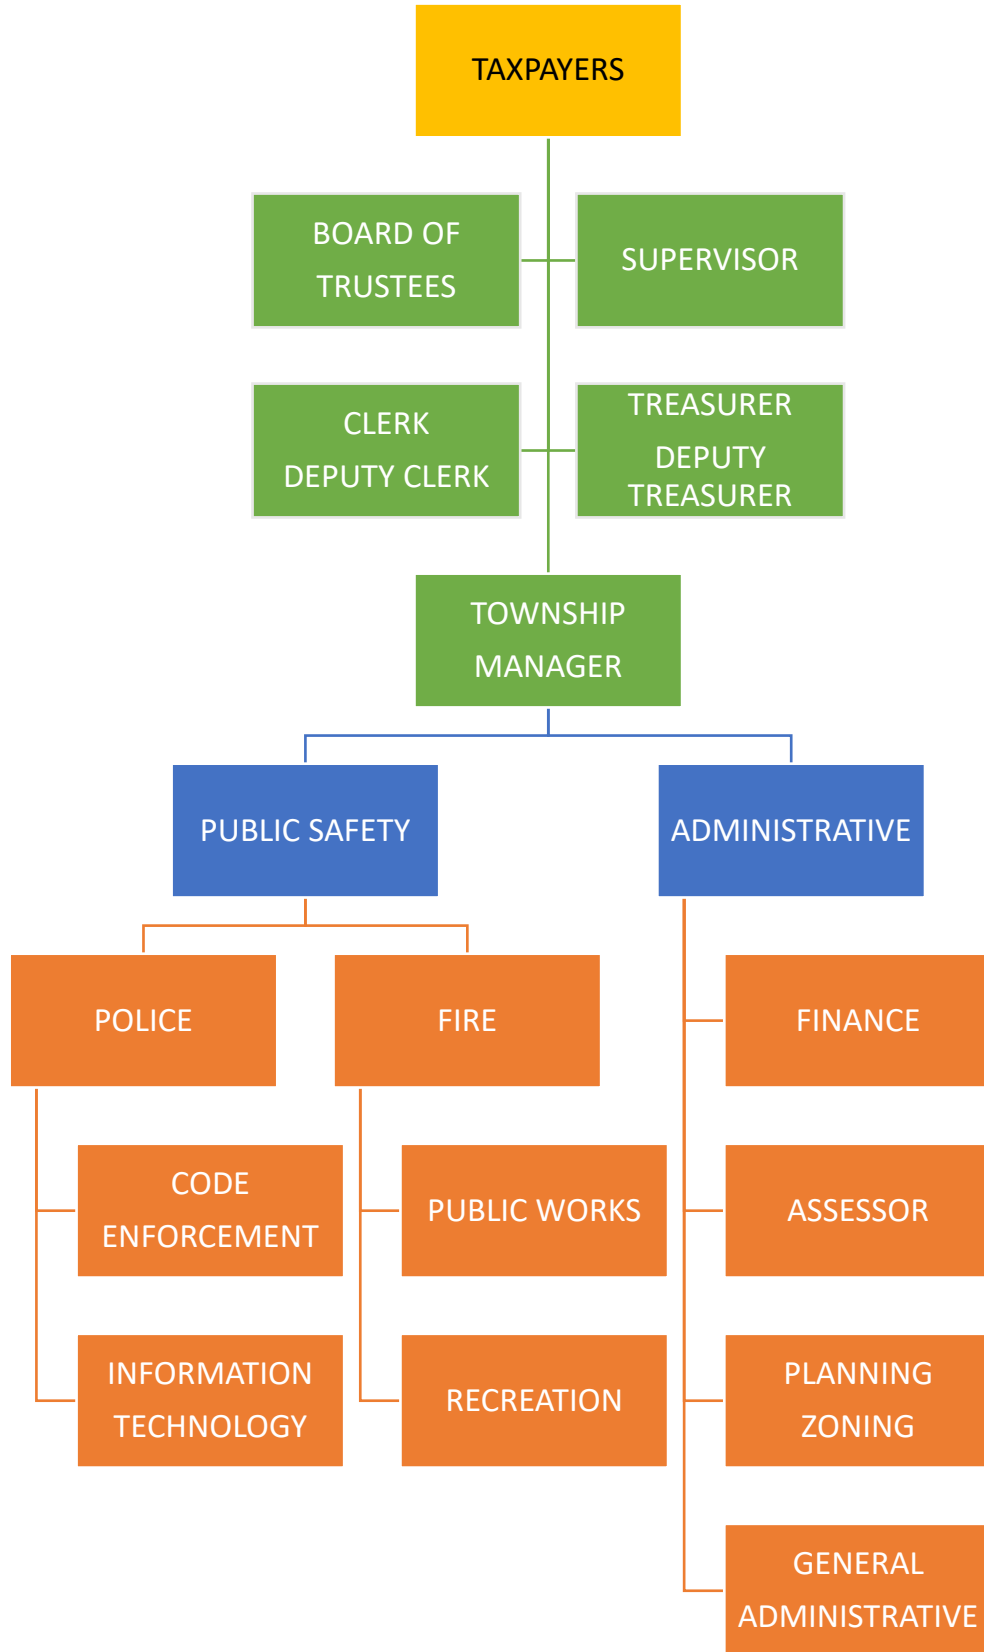 TAXPAYERS
BOARD OF
TRUSTEES
SUPERVISOR
CLERK
DEPUTY CLERK
TREASURER
DEPUTY
TREASURER
TOWNSHIP
MANAGER
PUBLIC SAFETY
ADMINISTRATIVE
POLICE
FIRE
FINANCE
CODE
ENFORCEMENT
PUBLIC WORKS
ASSESSOR
INFORMATION
TECHNOLOGY
RECREATION
PLANNING
ZONING
GENERAL
ADMINISTRATIVE